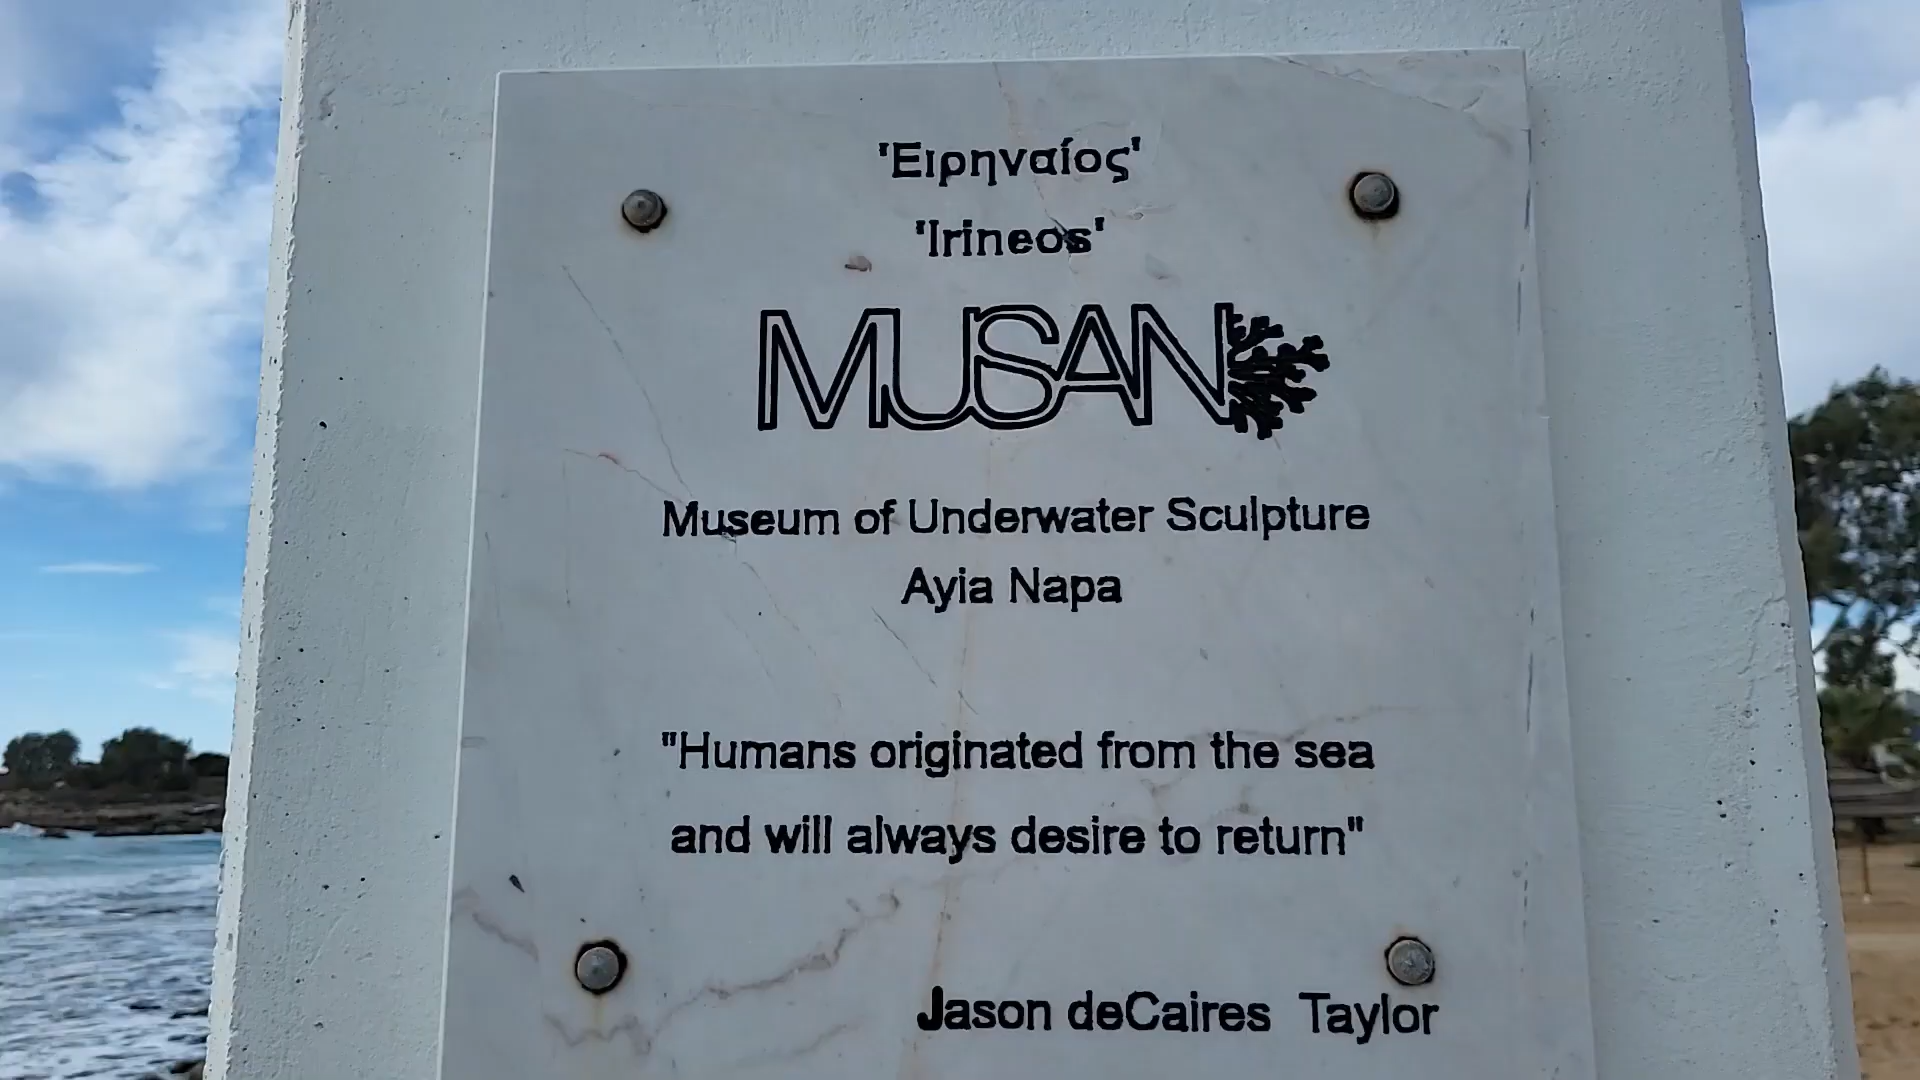 'Ειρηναίος'
'Irineos'
MUSAN
Museum of Underwater Sculpture
Ayia Napa
"Humans originated from the sea
and will always desire to return"
Jason deCaires Taylor